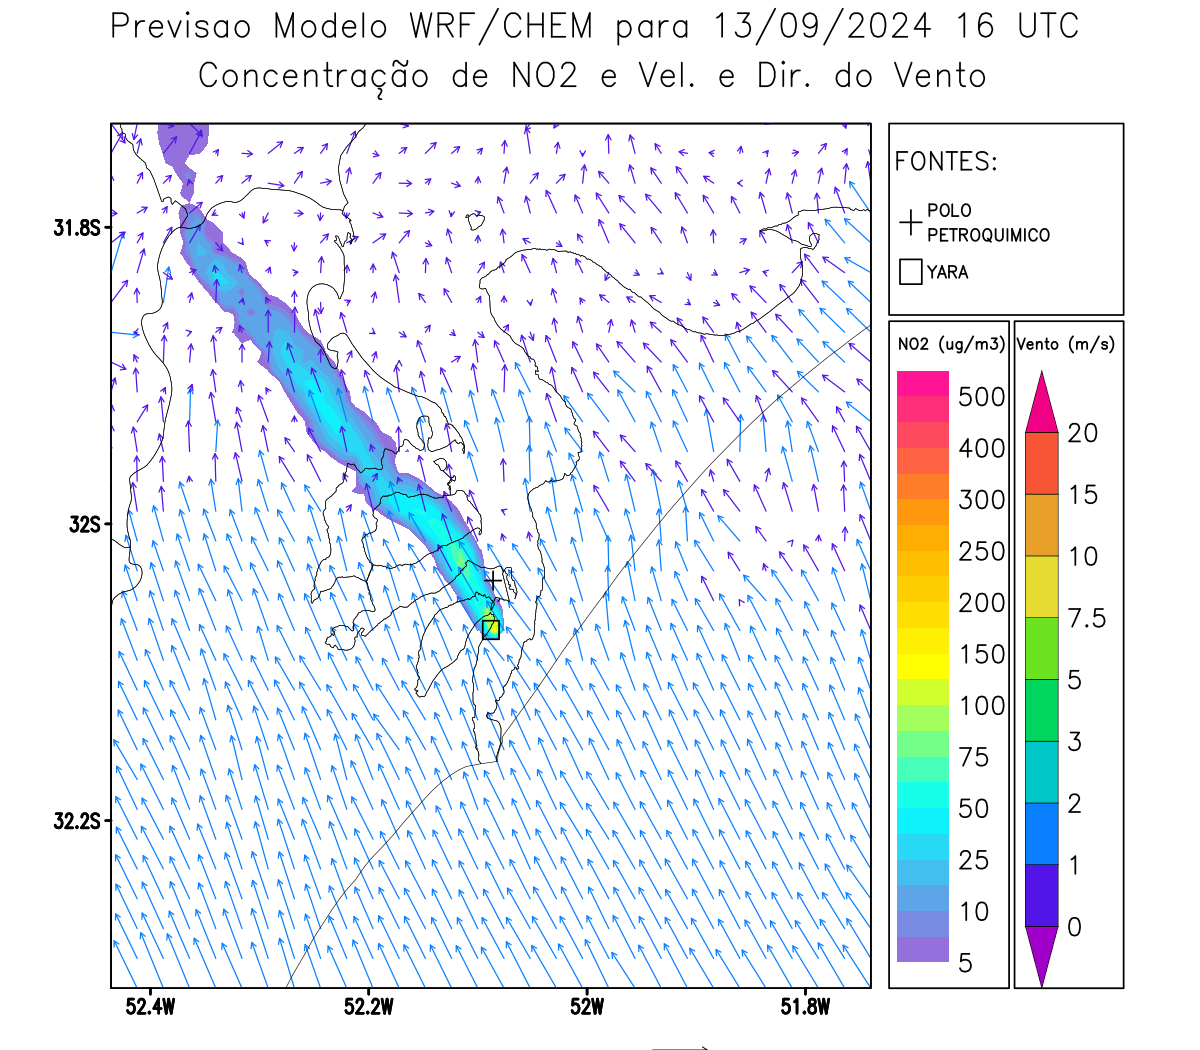 Previsao Modelo WRF/CHEM para 13/09/2024 16 UTC
Concentração de NO2 e Vel. e Dir. do Vento
FONTES:
POLO
PETROQUIMICO
YARA
NO2 (ug/m3)
500
400
300
250
200
150
100
75
50
25
10
5
Vento (m/s)
20
15
10
7.5
5
3
2
1
0
31.8S
32S
32.2S
52.4W
52.2W
52W
51.8W